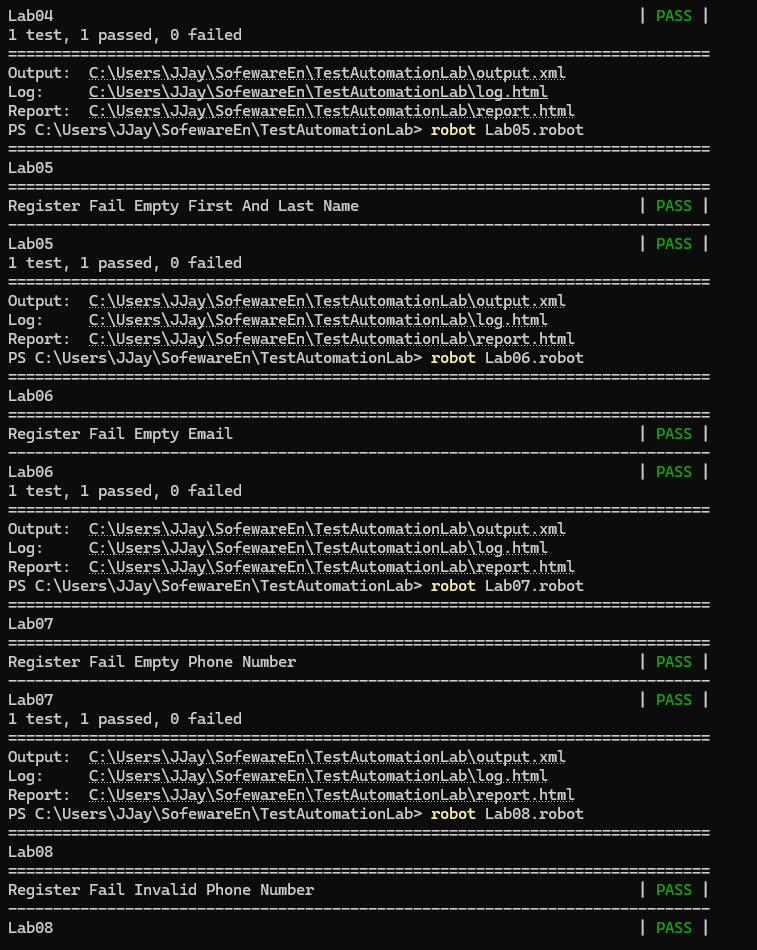 Lab04 | PASS |
1 test, 1 passed, 0 failed
==============================================================================
Output:  C:\Users\JJay\SofewareEn\TestAutomationLab\output.xml
Log:     C:\Users\JJay\SofewareEn\TestAutomationLab\log.html
Report:  C:\Users\JJay\SofewareEn\TestAutomationLab\report.html
PS C:\Users\JJay\SofewareEn\TestAutomationLab> robot Lab05.robot
==============================================================================
Lab05
==============================================================================
Register Fail Empty First And Last Name | PASS |
------------------------------------------------------------------------------
Lab05 | PASS |
1 test, 1 passed, 0 failed
==============================================================================
Output:  C:\Users\JJay\SofewareEn\TestAutomationLab\output.xml
Log:     C:\Users\JJay\SofewareEn\TestAutomationLab\log.html
Report:  C:\Users\JJay\SofewareEn\TestAutomationLab\report.html
PS C:\Users\JJay\SofewareEn\TestAutomationLab> robot Lab06.robot
==============================================================================
Lab06
==============================================================================
Register Fail Empty Email | PASS |
------------------------------------------------------------------------------
Lab06 | PASS |
1 test, 1 passed, 0 failed
==============================================================================
Output:  C:\Users\JJay\SofewareEn\TestAutomationLab\output.xml
Log:     C:\Users\JJay\SofewareEn\TestAutomationLab\log.html
Report:  C:\Users\JJay\SofewareEn\TestAutomationLab\report.html
PS C:\Users\JJay\SofewareEn\TestAutomationLab> robot Lab07.robot
==============================================================================
Lab07
==============================================================================
Register Fail Empty Phone Number | PASS |
------------------------------------------------------------------------------
Lab07 | PASS |
1 test, 1 passed, 0 failed
==============================================================================
Output:  C:\Users\JJay\SofewareEn\TestAutomationLab\output.xml
Log:     C:\Users\JJay\SofewareEn\TestAutomationLab\log.html
Report:  C:\Users\JJay\SofewareEn\TestAutomationLab\report.html
PS C:\Users\JJay\SofewareEn\TestAutomationLab> robot Lab08.robot
==============================================================================
Lab08
==============================================================================
Register Fail Invalid Phone Number | PASS |
------------------------------------------------------------------------------
Lab08 | PASS |